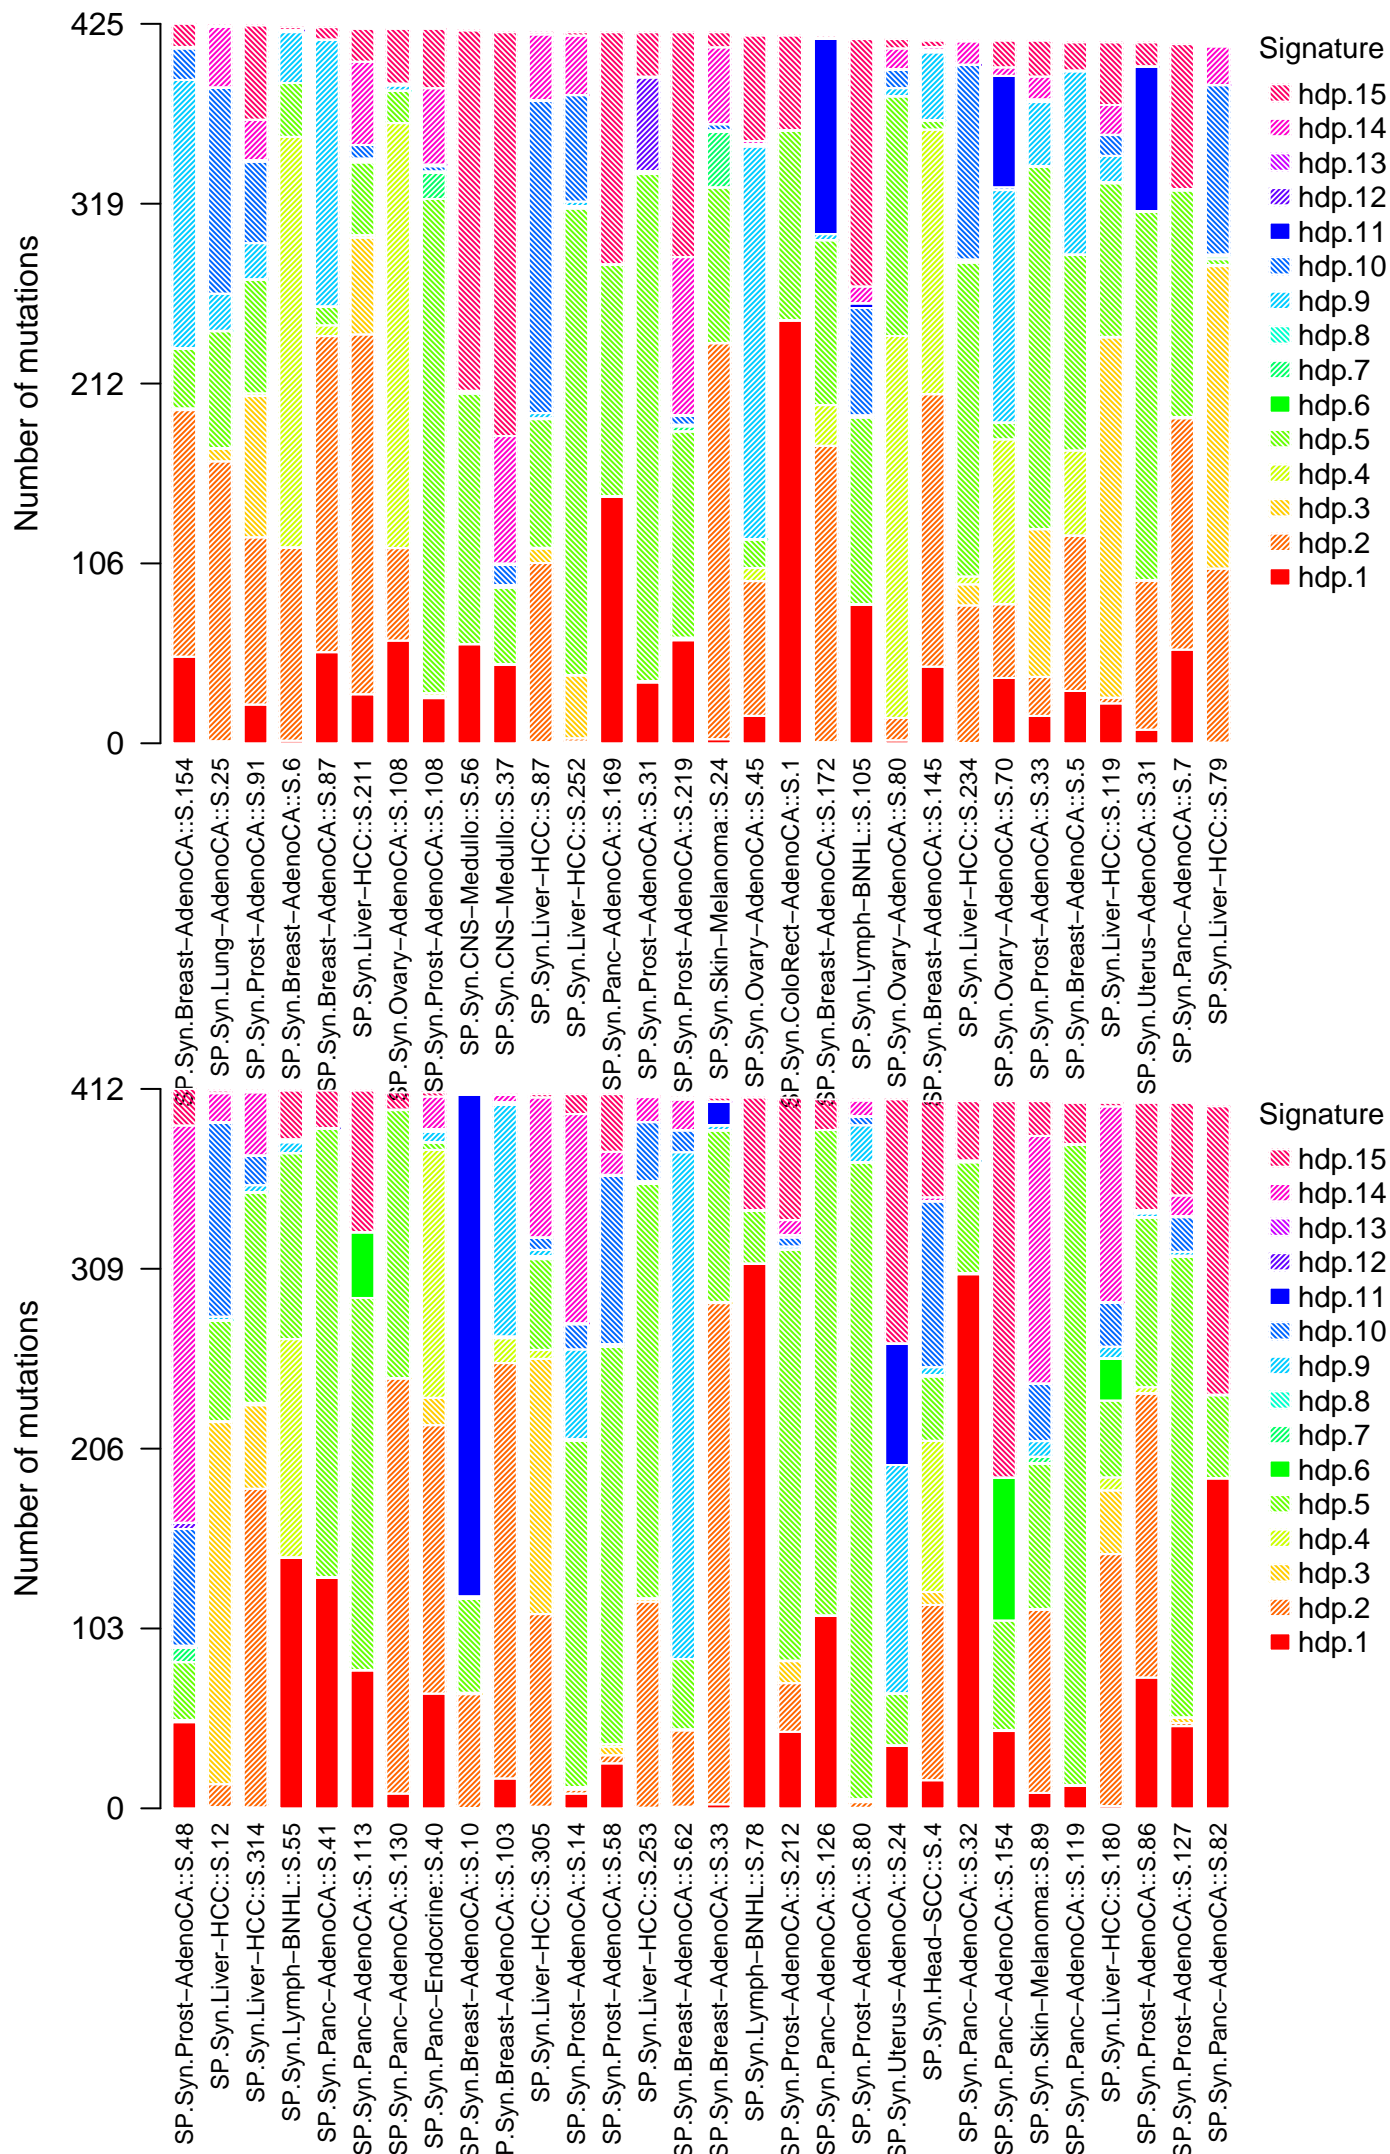 Number of mutations
425
319
212
106
0
Signature
hdp.15
hdp.14
hdp.13
hdp.12
hdp.11
hdp.10
hdp.9
hdp.8
hdp.7
hdp.6
hdp.5
hdp.4
hdp.3
hdp.2
hdp.1
SP.Syn.Breast−AdenoCA::S.154
SP.Syn.Lung−AdenoCA::S.25
SP.Syn.Prost−AdenoCA::S.91
SP.Syn.Breast−AdenoCA::S.6
SP.Syn.Breast−AdenoCA::S.87
SP.Syn.Liver−HCC::S.211
SP.Syn.Ovary−AdenoCA::S.108
SP.Syn.Prost−AdenoCA::S.108
SP.Syn.CNS−Medullo::S.56
SP.Syn.CNS−Medullo::S.37
SP.Syn.Liver−HCC::S.87
SP.Syn.Liver−HCC::S.252
SP.Syn.Panc−AdenoCA::S.169
SP.Syn.Prost−AdenoCA::S.31
SP.Syn.Prost−AdenoCA::S.219
SP.Syn.Skin−Melanoma::S.24
SP.Syn.Ovary−AdenoCA::S.45
SP.Syn.ColoRect−AdenoCA::S.1
SP.Syn.Breast−AdenoCA::S.172
SP.Syn.Lymph−BNHL::S.105
SP.Syn.Ovary−AdenoCA::S.80
SP.Syn.Breast−AdenoCA::S.145
SP.Syn.Liver−HCC::S.234
SP.Syn.Ovary−AdenoCA::S.70
SP.Syn.Prost−AdenoCA::S.33
SP.Syn.Breast−AdenoCA::S.5
SP.Syn.Liver−HCC::S.119
SP.Syn.Uterus−AdenoCA::S.31
SP.Syn.Panc−AdenoCA::S.7
SP.Syn.Liver−HCC::S.79
Number of mutations
412
309
206
103
0
Signature
hdp.15
hdp.14
hdp.13
hdp.12
hdp.11
hdp.10
hdp.9
hdp.8
hdp.7
hdp.6
hdp.5
hdp.4
hdp.3
hdp.2
hdp.1
SP.Syn.Prost−AdenoCA::S.48
SP.Syn.Liver−HCC::S.12
SP.Syn.Liver−HCC::S.314
SP.Syn.Lymph−BNHL::S.55
SP.Syn.Panc−AdenoCA::S.41
SP.Syn.Panc−AdenoCA::S.113
SP.Syn.Panc−AdenoCA::S.130
SP.Syn.Panc−Endocrine::S.40
SP.Syn.Breast−AdenoCA::S.10
SP.Syn.Breast−AdenoCA::S.103
SP.Syn.Liver−HCC::S.305
SP.Syn.Prost−AdenoCA::S.14
SP.Syn.Prost−AdenoCA::S.58
SP.Syn.Liver−HCC::S.253
SP.Syn.Breast−AdenoCA::S.62
SP.Syn.Breast−AdenoCA::S.33
SP.Syn.Lymph−BNHL::S.78
SP.Syn.Prost−AdenoCA::S.212
SP.Syn.Panc−AdenoCA::S.126
SP.Syn.Prost−AdenoCA::S.80
SP.Syn.Uterus−AdenoCA::S.24
SP.Syn.Head−SCC::S.4
SP.Syn.Panc−AdenoCA::S.32
SP.Syn.Panc−AdenoCA::S.154
SP.Syn.Skin−Melanoma::S.89
SP.Syn.Panc−AdenoCA::S.119
SP.Syn.Liver−HCC::S.180
SP.Syn.Prost−AdenoCA::S.86
SP.Syn.Prost−AdenoCA::S.127
SP.Syn.Panc−AdenoCA::S.82